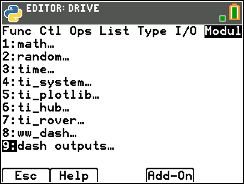 EDITOR: DRIVE
Func Ctl Ops List Type I/O Modul
1:math…
2:random…
3:time…
4:ti_system…
5:ti_plotlib…
6:ti_hub…
7:ti_rover…
8:ww_dash…
9:dash outputs…
Esc Help Add-On